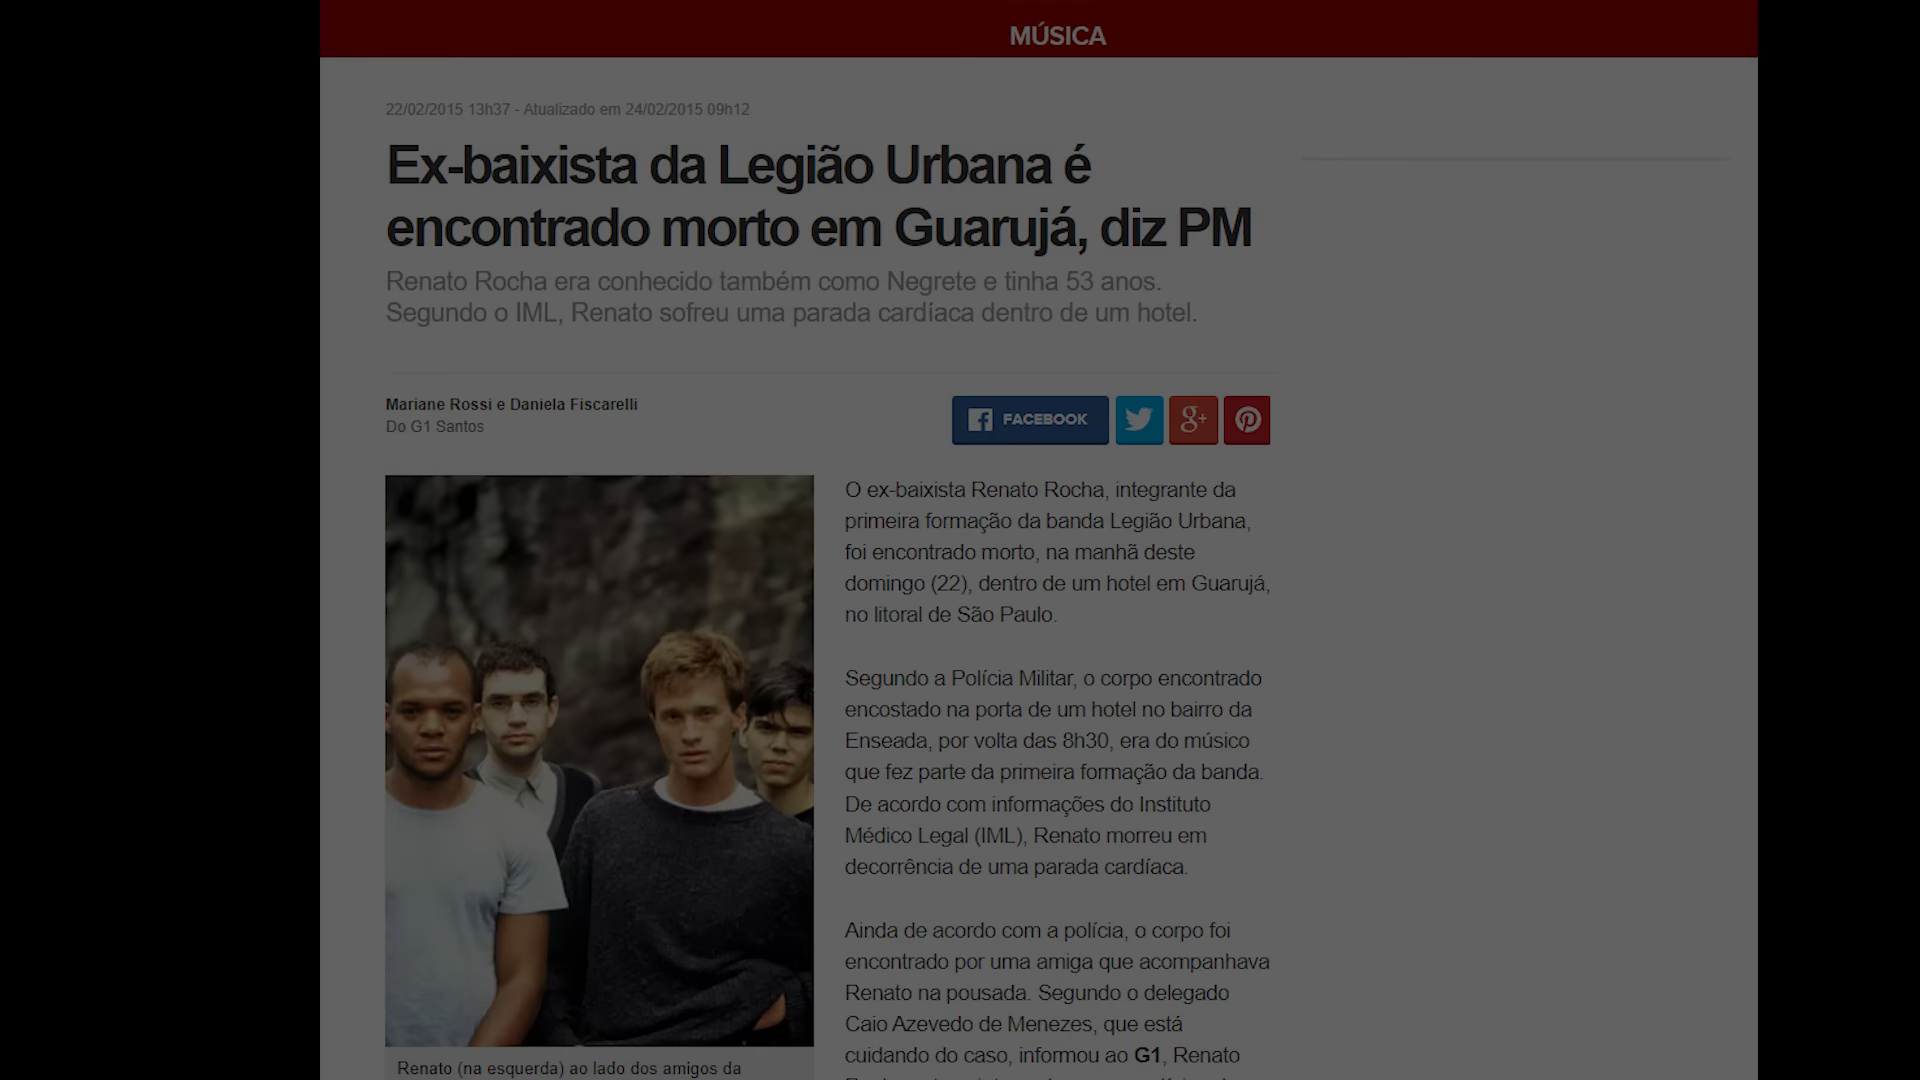 MÚSICA
22/02/2015 13h37 - Atualizado em 24/02/2015 09h12
Ex-baixista da Legião Urbana é
encontrado morto em Guarujá, diz PM
Renato Rocha era conhecido também como Negrete e tinha 53 anos.
Segundo o IML, Renato sofreu uma parada cardíaca dentro de um hotel.
Mariane Rossi e Daniela Fiscarelli
Do G1 Santos
FACEBOOK
g+
O ex-baixista Renato Rocha, integrante da
primeira formação da banda Legião Urbana,
foi encontrado morto, na manhã deste
domingo (22), dentro de um hotel em Guarujá,
no litoral de São Paulo.
Segundo a Polícia Militar, o corpo encontrado
encostado na porta de um hotel no bairro da
Enseada, por volta das 8h30, era do músico
que fez parte da primeira formação da banda.
De acordo com informações do Instituto
Médico Legal (IML), Renato morreu em
decorrência de uma parada cardíaca.
Ainda de acordo com a polícia, o corpo foi
encontrado por uma amiga que acompanhava
Renato na pousada. Segundo o delegado
Caio Azevedo de Menezes, que está
cuidando do caso, informou ao G1, Renato
Renato (na esquerda) ao lado dos amigos da